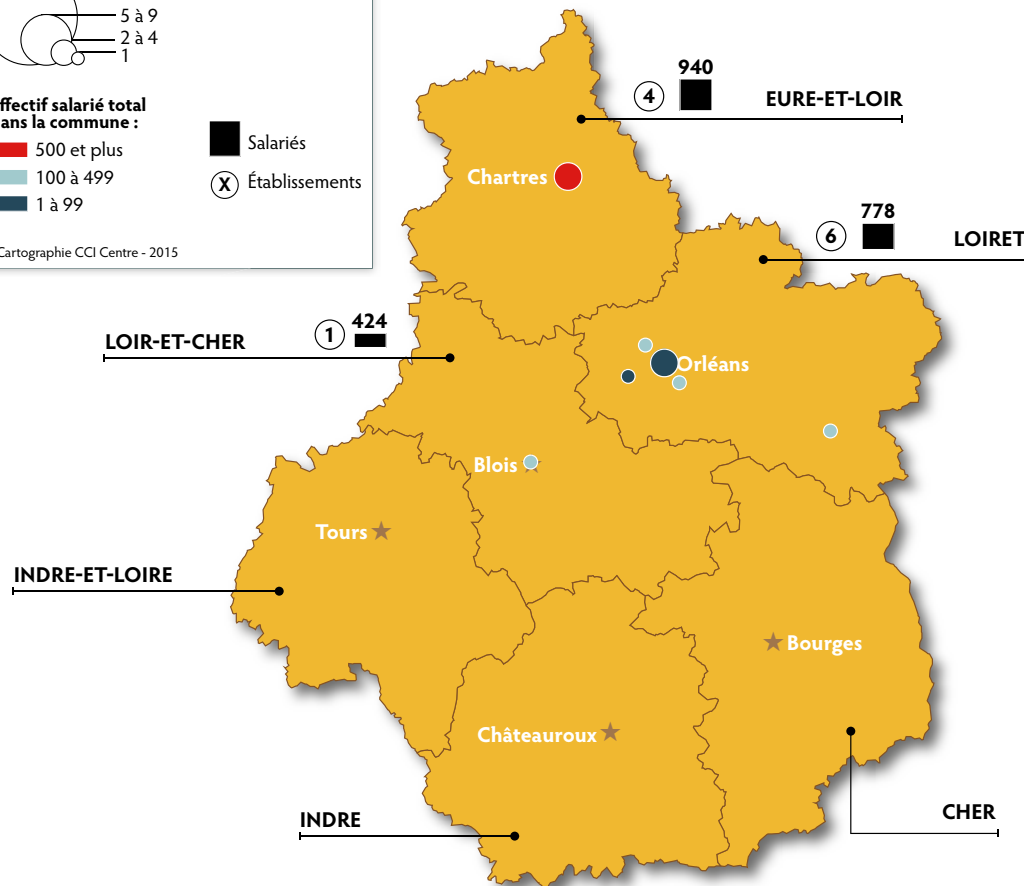 5 à 9
2 à 4
1
ffectif salarié total
ans la commune :
500 et plus
100 à 499
1 à 99
Salariés
X
Établissements
Cartographie CCI Centre - 2015
940
4
EURE-ET-LOIR
Chartres
778
6
LOIRET
424
1
LOIR-ET-CHER
Orléans
Blois
Tours
INDRE-ET-LOIRE
Bourges
Châteauroux
CHER
INDRE